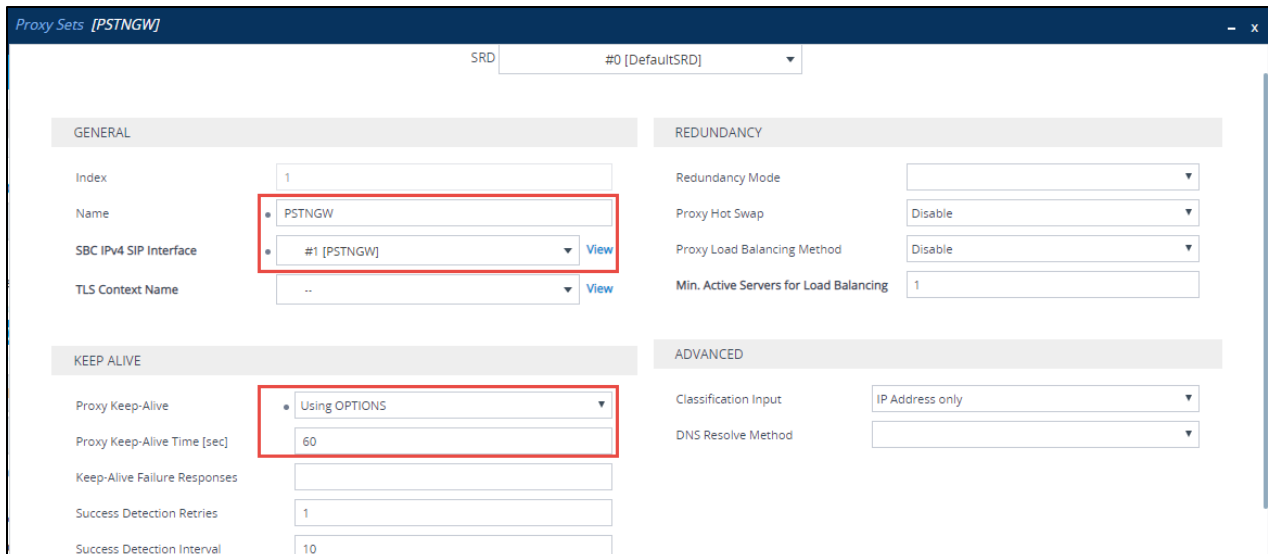 Proxy Sets [PSTNGW] – x
SRD #0 [DefaultSRD]
GENERAL
Index 1
Name PSTNGW
SBC IPv4 SIP Interface #1 [PSTNGW] View
TLS Context Name -- View
KEEP ALIVE
Proxy Keep-Alive Using OPTIONS
Proxy Keep-Alive Time [sec] 60
Keep-Alive Failure Responses
Success Detection Retries 1
Success Detection Interval 10
REDUNDANCY
Redundancy Mode
Proxy Hot Swap Disable
Proxy Load Balancing Method Disable
Min. Active Servers for Load Balancing 1
ADVANCED
Classification Input IP Address only
DNS Resolve Method